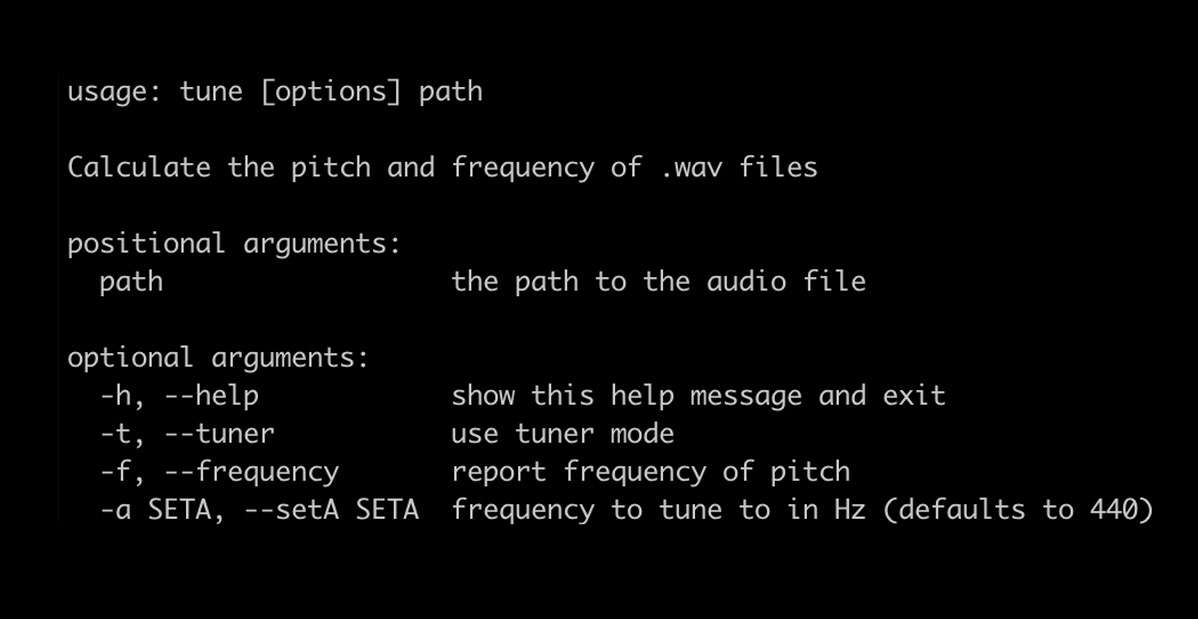 usage: tune [options] path
Calculate the pitch and frequency of .wav files
positional arguments:
path the path to the audio file
optional arguments:
-h, --help show this help message and exit
-t, --tuner use tuner mode
-f, --frequency report frequency of pitch
-a SETA, --setA SETA frequency to tune to in Hz (defaults to 440)